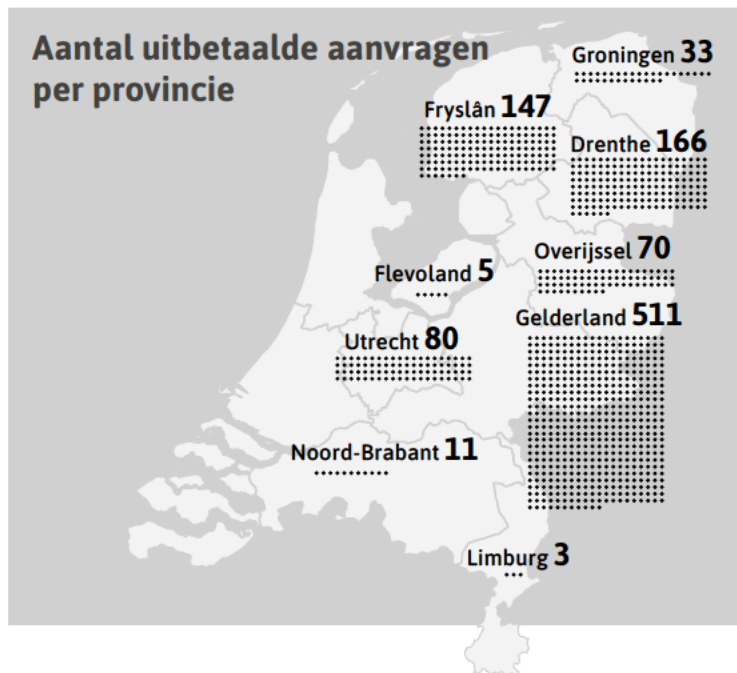 Aantal uitbetaalde aanvragen
per provincie
Groningen 33
Fryslân 147
Drenthe 166
Overijssel 70
Flevoland 5
Gelderland 511
Utrecht 80
Noord-Brabant 11
Limburg 3